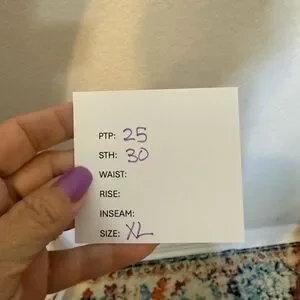 PTP: 25
STH: 30
WAIST:
RISE:
INSEAM:
SIZE: XL